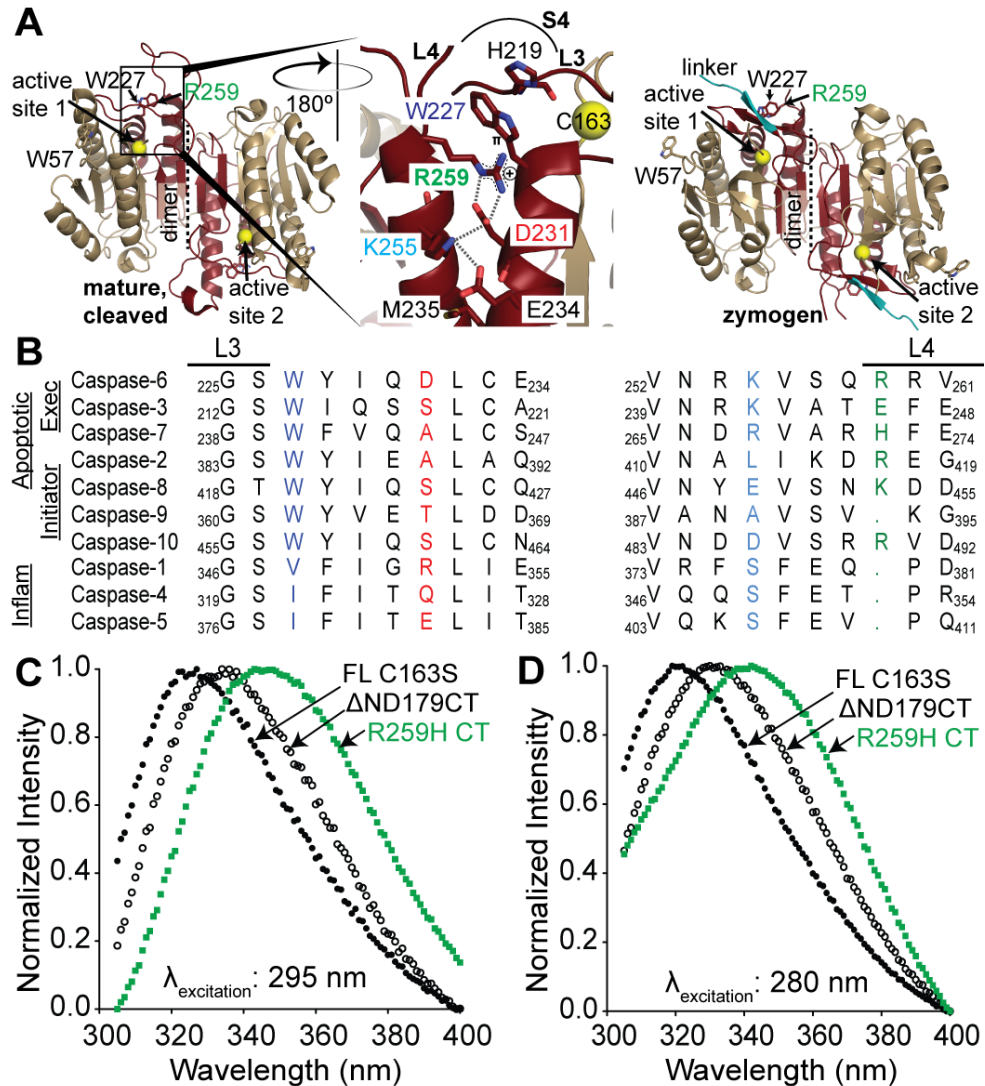 A
S4
L4
H219
L3
linker
W227
R259
active
site 1
180º
W227
C163
W227
R259
active
site 1
W57
π
R259
+
W57
dimer
D231
dimer
K255
mature,
cleaved
active
site 2
M235
E234
zymogen
active
site 2
B
L3
L4
Apoptotic
Exec
Initiator
Inflam
Caspase-6 225G S W Y I Q D L C E234 252V N R K V S Q R R V261
Caspase-3 212G S W I Q S S L C A221 239V N R K V A T E F E248
Caspase-7 238G S W F V Q A L C S247 265V N D R V A R H F E274
Caspase-2 383G S W Y I E A L A Q392 410V N A L I K D R E G419
Caspase-8 418G T W Y I Q S L C Q427 446V N Y E V S N K D D455
Caspase-9 360G S W Y V E T L D D369 387V A N A V S V . K G395
Caspase-10 455G S W Y I Q S L C N464 483V N D D V S R R V D492
Caspase-1 346G S V F I G R L I E355 373V R F S F E Q . P D381
Caspase-4 319G S I F I T Q L I T328 346V Q Q S F E T . P R354
Caspase-5 376G S I F I T E L I T385 403V Q K S F E V . P Q411
C
Normalized Intensity
1.0
0.8
0.6
0.4
0.2
0.0
FL C163S
ΔND179CT
R259H CT
λexcitation: 295 nm
300 320 340 360 380 400
Wavelength (nm)
D
Normalized Intensity
1.0
0.8
0.6
0.4
0.2
0.0
FL C163S
ΔND179CT
R259H CT
λexcitation: 280 nm
300 320 340 360 380 400
Wavelength (nm)